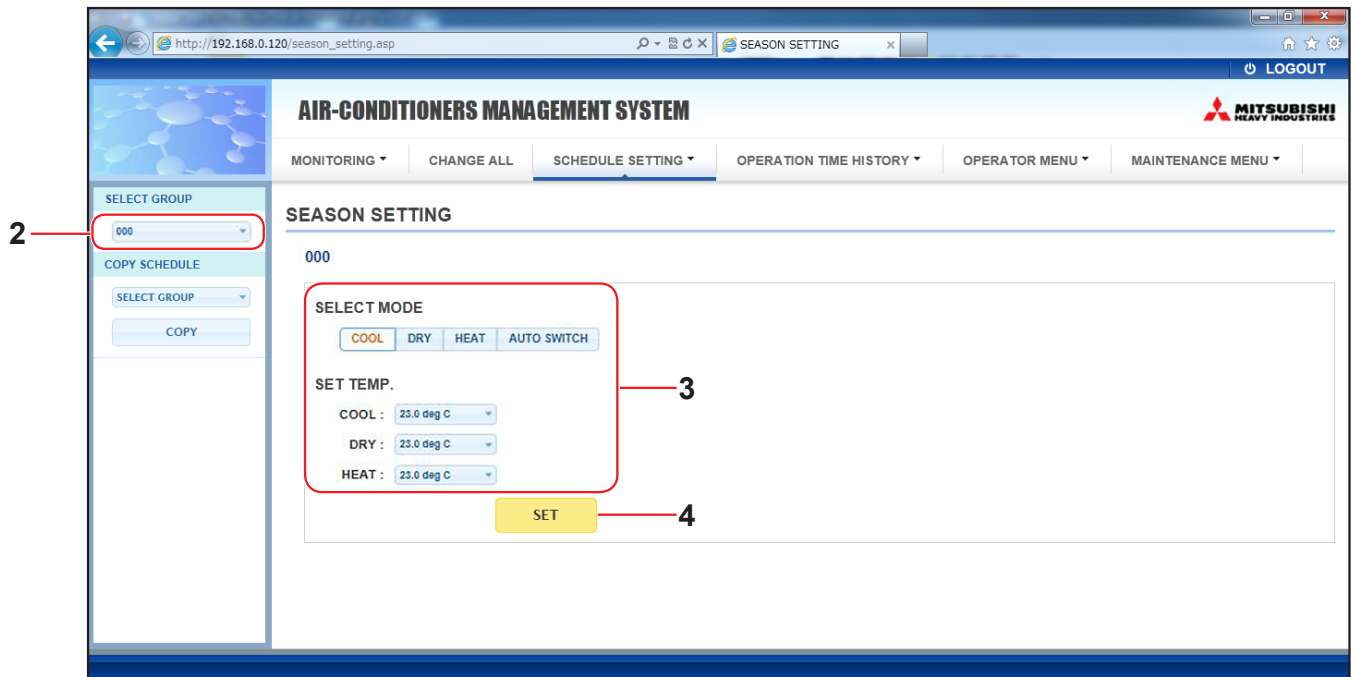 http://192.168.0.120/season_setting.asp
SEASON SETTING
LOGOUT
AIR-CONDITIONERS MANAGEMENT SYSTEM
MITSUBISHI
HEAVY INDUSTRIES
MONITORING CHANGE ALL SCHEDULE SETTING OPERATION TIME HISTORY OPERATOR MENU MAINTENANCE MENU
SELECT GROUP
2
000
COPY SCHEDULE
SELECT GROUP
COPY
SEASON SETTING
000
SELECT MODE
COOL DRY HEAT AUTO SWITCH
SET TEMP.
3
COOL : 23.0 deg C
DRY : 23.0 deg C
HEAT : 23.0 deg C
SET
4